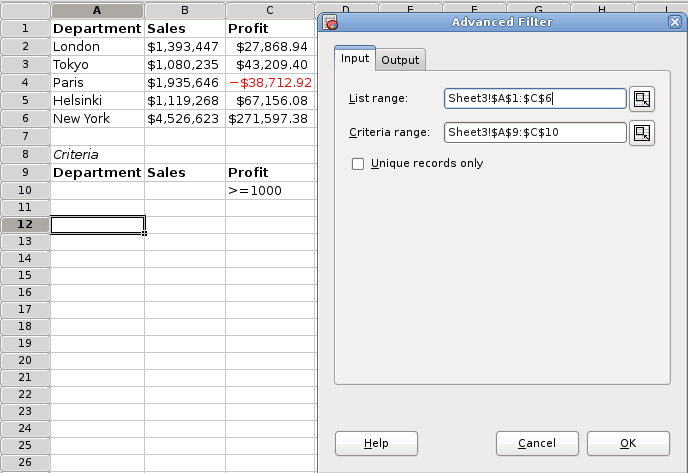 A B C D E F G H I J
Advanced Filter
1 Department Sales Profit
2 London $1,393,447 $27,868.94
3 Tokyo $1,080,235 $43,209.40
4 Paris $1,935,646 −$38,712.92
5 Helsinki $1,119,268 $67,156.08
6 New York $4,526,623 $271,597.38
7
8 Criteria
9 Department Sales Profit
10 >=1000
11
12
13
14
15
16
17
18
19
20
21
22
23
24
25
26
Input Output
List range: Sheet3!$A$1:$C$6
Criteria range: Sheet3!$A$9:$C$10
Unique records only
Help Cancel OK